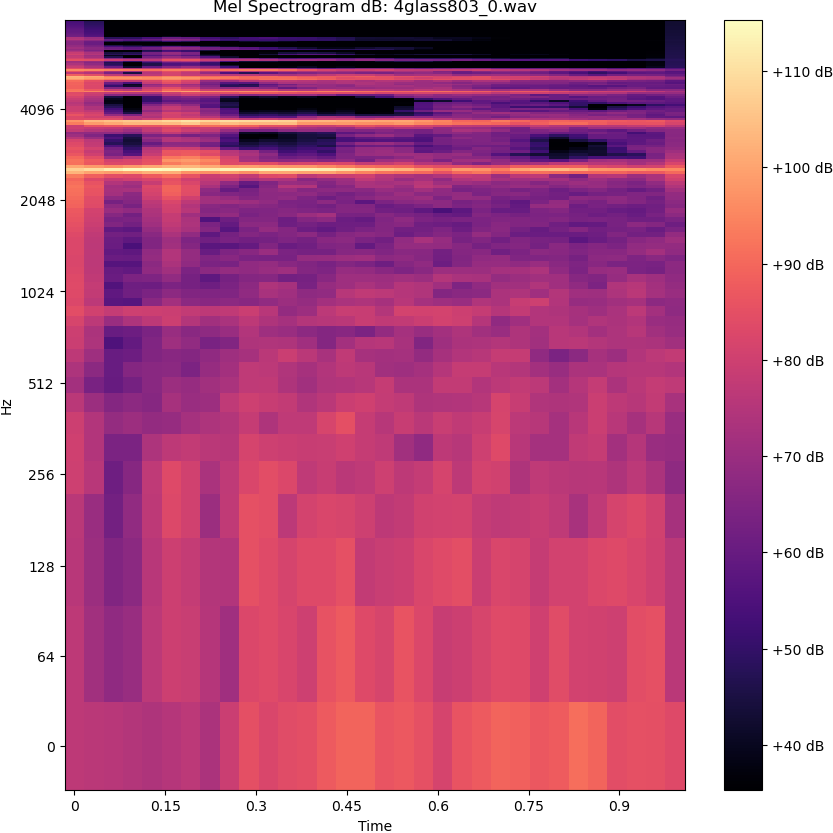 Mel Spectrogram dB: 4glass803_0.wav
+110 dB
4096
+100 dB
2048
+90 dB
1024
+80 dB
512
Hz
+70 dB
256
+60 dB
128
+50 dB
64
+40 dB
0
0 0.15 0.3 0.45 0.6 0.75 0.9
Time